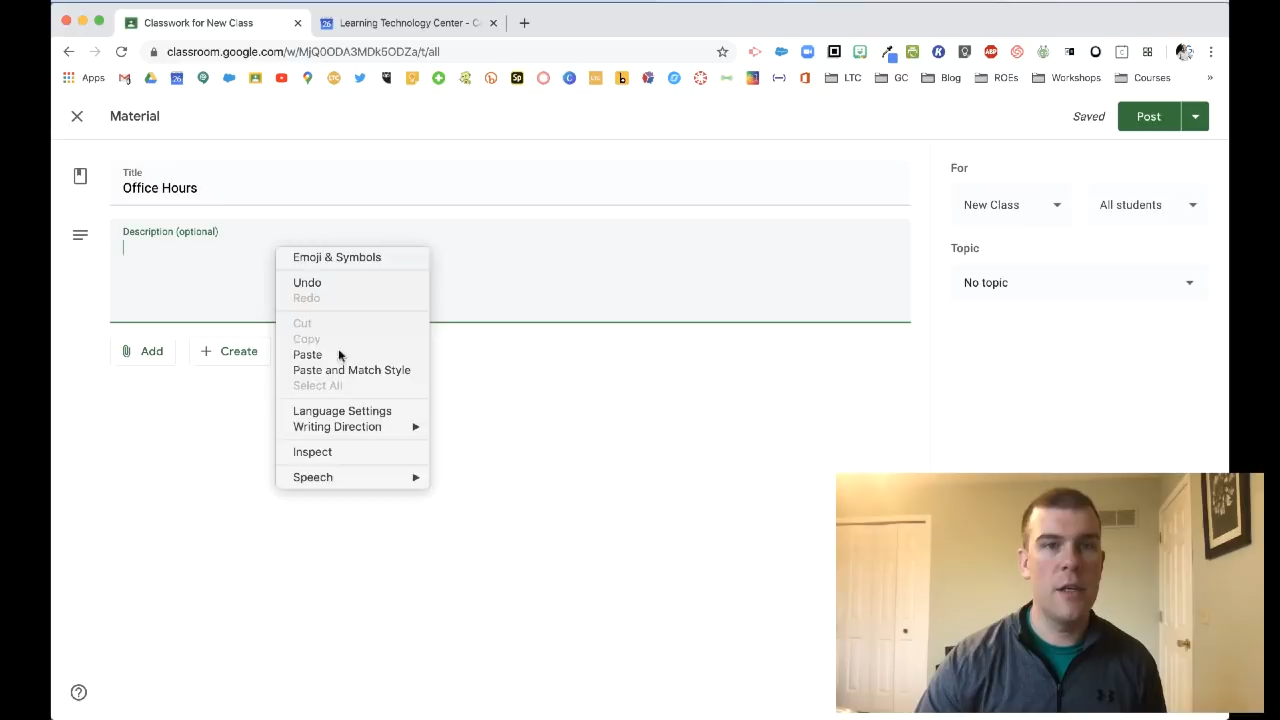 Classwork for New Class
Learning Technology Center - C
classroom.google.com/w/MjQ0ODA3MDk5ODZa/t/all
Apps
LTC
GC
Blog
ROEs
Workshops
Courses
»
Material
Saved
Post
Title
Office Hours
Description (optional)
Add
Create
For
New Class
All students
Topic
No topic
Emoji & Symbols
Undo
Redo
Cut
Copy
Paste
Paste and Match Style
Select All
Language Settings
Writing Direction
Inspect
Speech